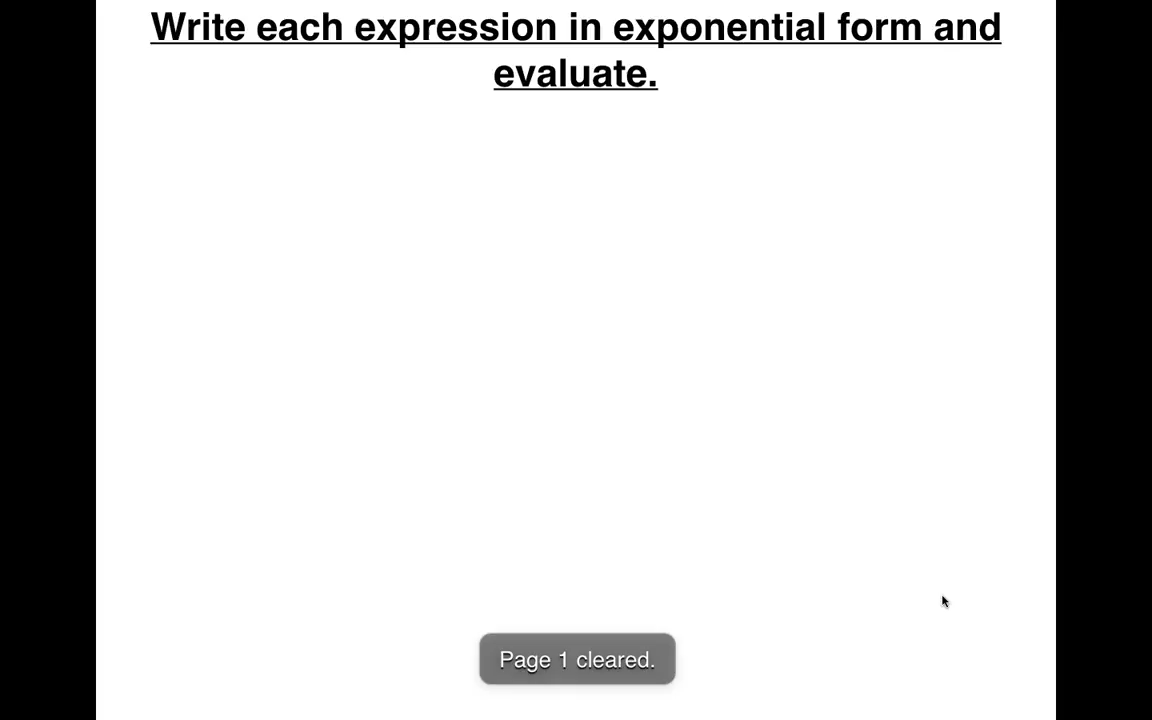 Write each expression in exponential form and
evaluate.
Page 1 cleared.